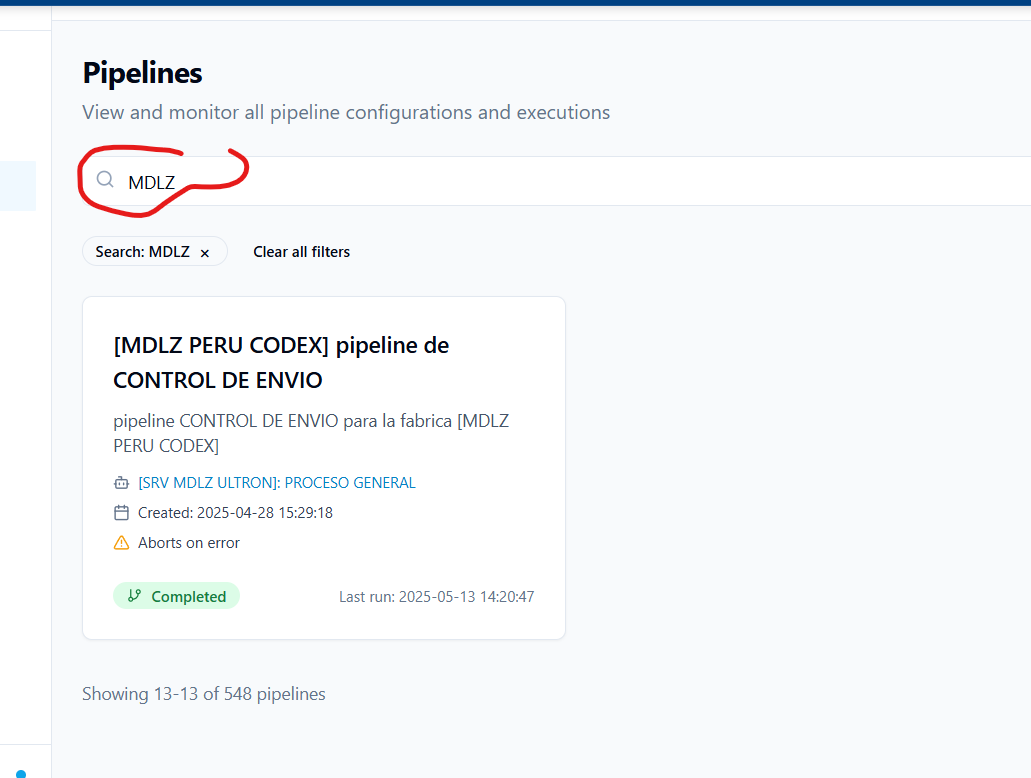 Pipelines
View and monitor all pipeline configurations and executions
MDLZ
Search: MDLZ ×
Clear all filters
[MDLZ PERU CODEX] pipeline de
CONTROL DE ENVIO
pipeline CONTROL DE ENVIO para la fabrica [MDLZ
PERU CODEX]
[SRV MDLZ ULTRON]: PROCESO GENERAL
Created: 2025-04-28 15:29:18
Aborts on error
Completed
Last run: 2025-05-13 14:20:47
Showing 13-13 of 548 pipelines